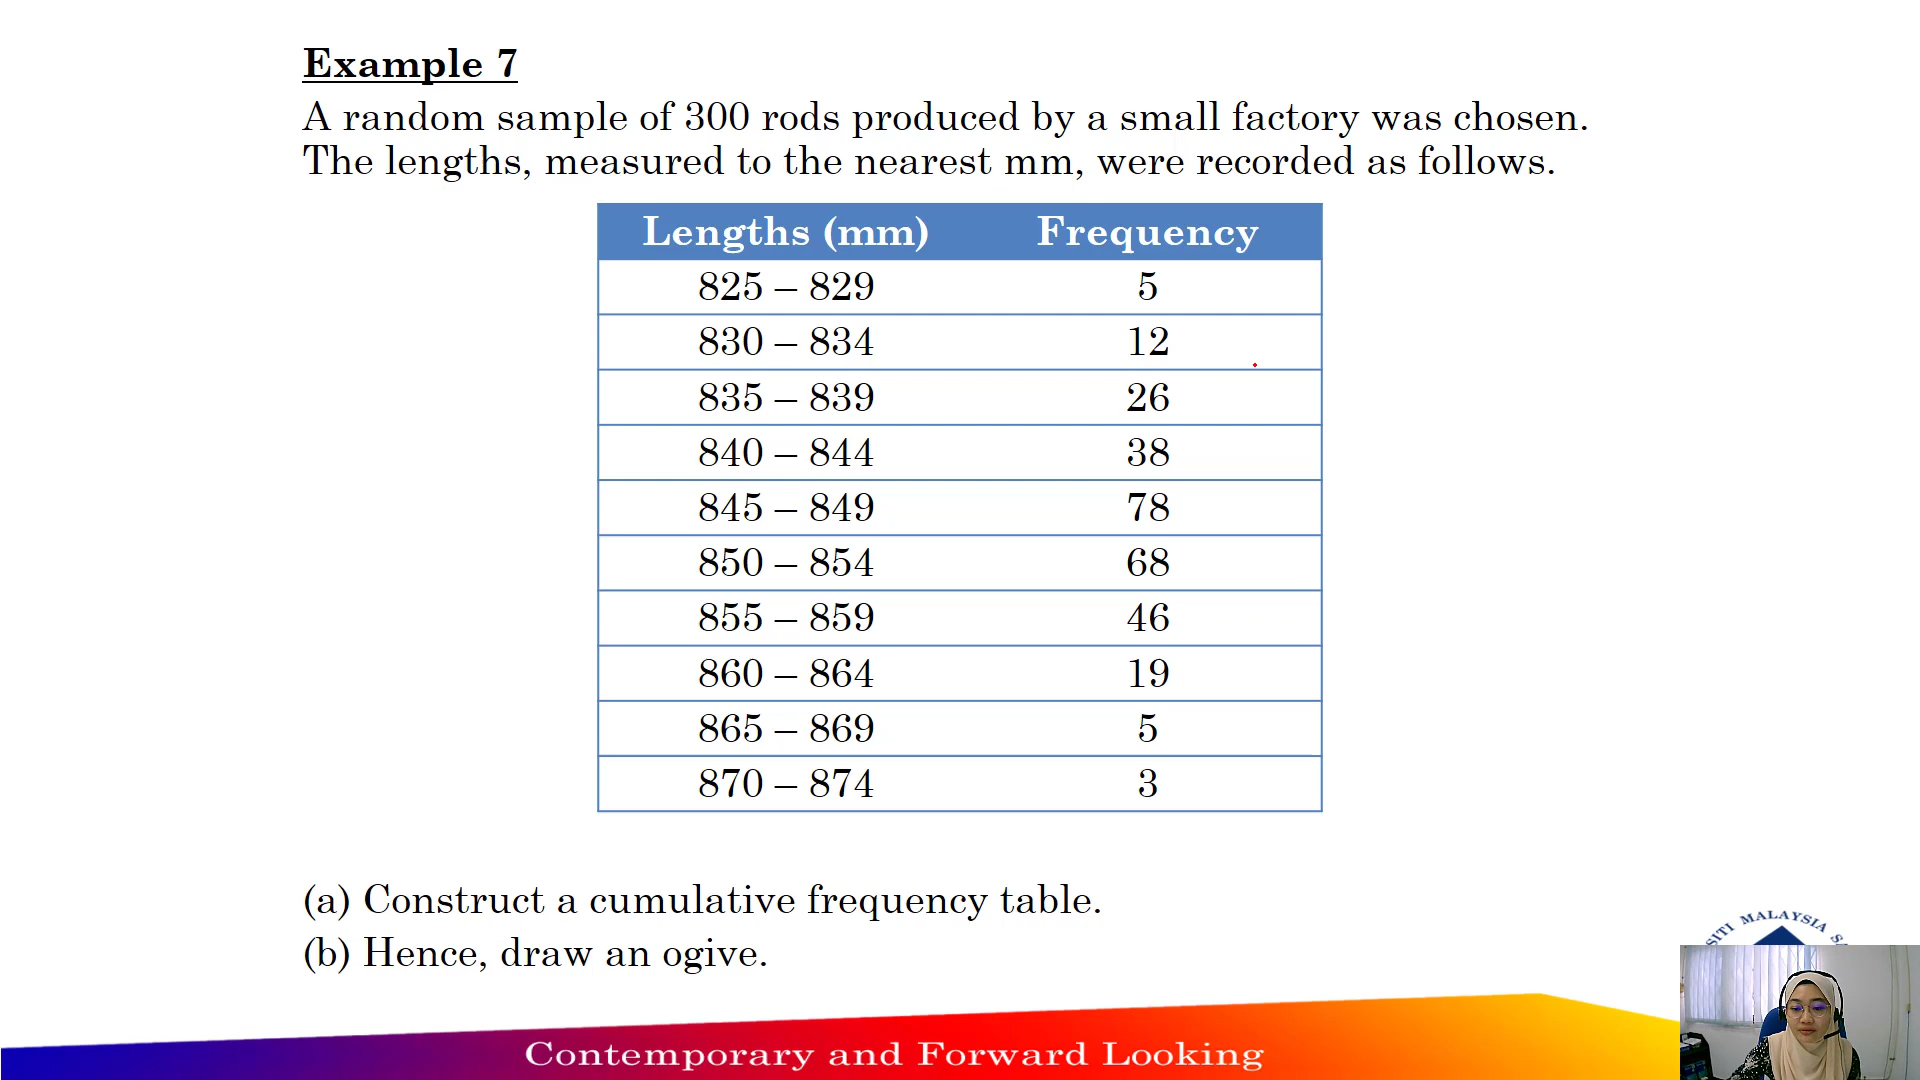 Example 7
A random sample of 300 rods produced by a small factory was chosen.
The lengths, measured to the nearest mm, were recorded as follows.
Lengths (mm) Frequency
825 – 829 5
830 – 834 12
835 – 839 26
840 – 844 38
845 – 849 78
850 – 854 68
855 – 859 46
860 – 864 19
865 – 869 5
870 – 874 3
(a) Construct a cumulative frequency table.
(b) Hence, draw an ogive.
MALAYSIA
Contemporary and Forward Looking